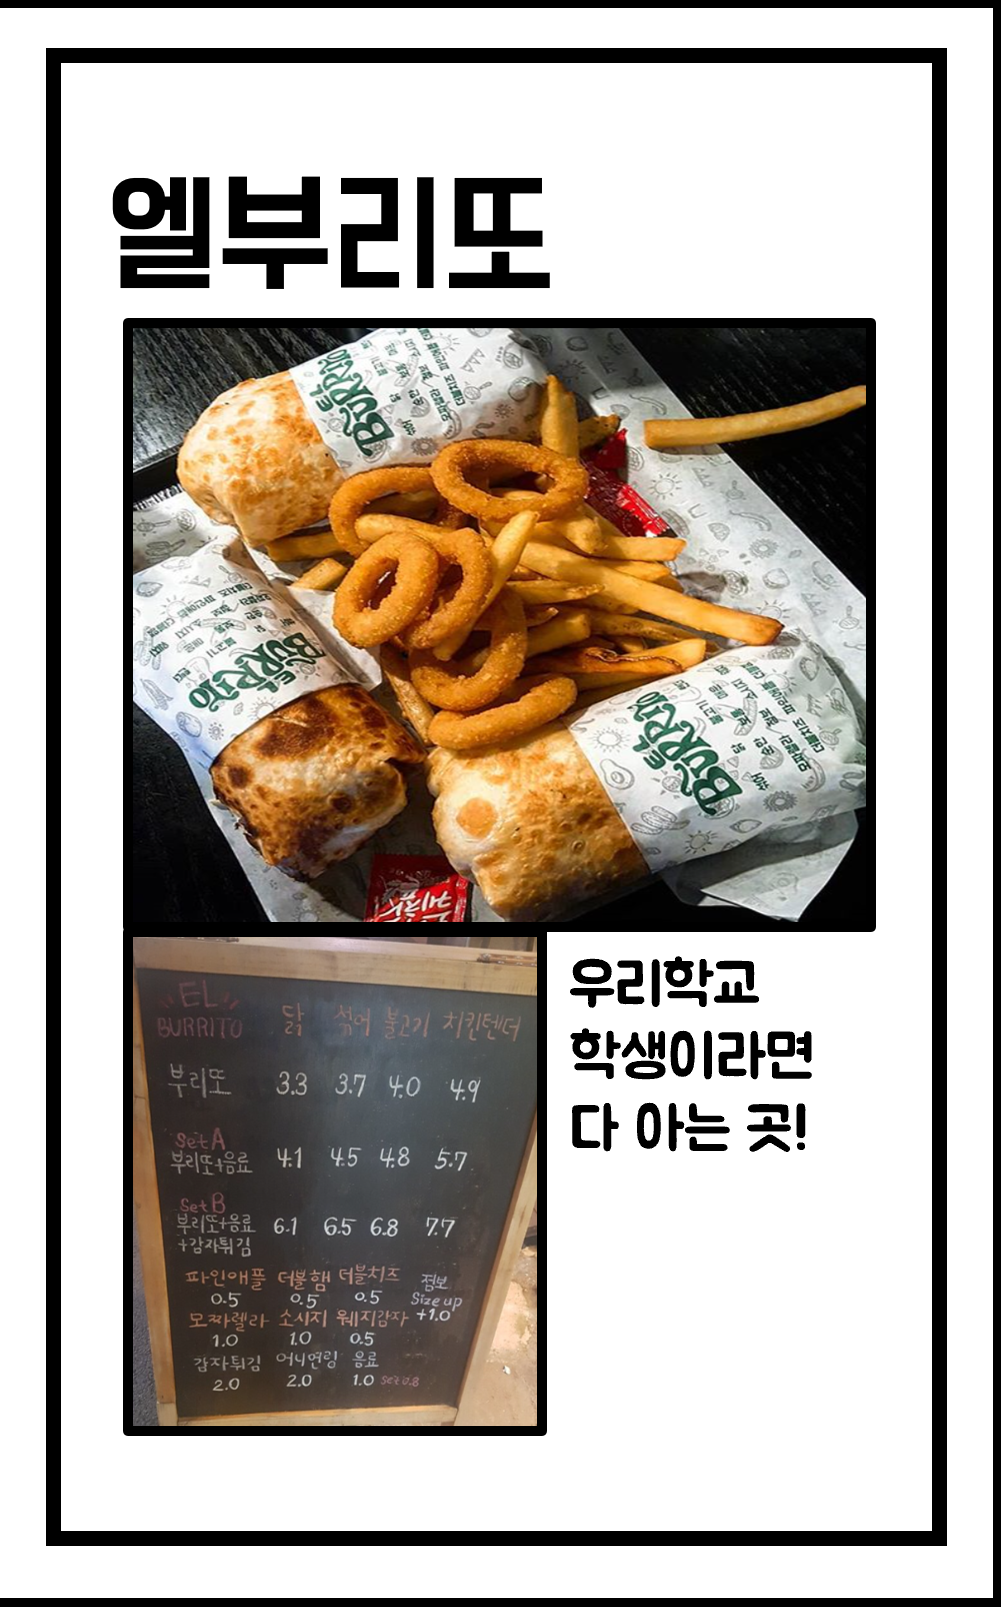 엘부리또
EL
BURRITO
EL
BURRITO
EL
BURRITO
우리학교
학생이라면
다 아는 곳!
EL
BURRITO
닭 섞어 불고기 치킨텐더
부리또 3.3 3.7 4.0 4.9
Set A
부리또+음료 4.1 4.5 4.8 5.7
Set B
부리또+음료 6.1 6.5 6.8 7.7
+감자튀김
파인애플 더블햄 더블치즈 점보
0.5 0.5 0.5 Size up
모짜렐라 소시지 웨지감자 +1.0
1.0 1.0 0.5
감자튀김 어니언링 음료
2.0 2.0 1.0 set 0.8